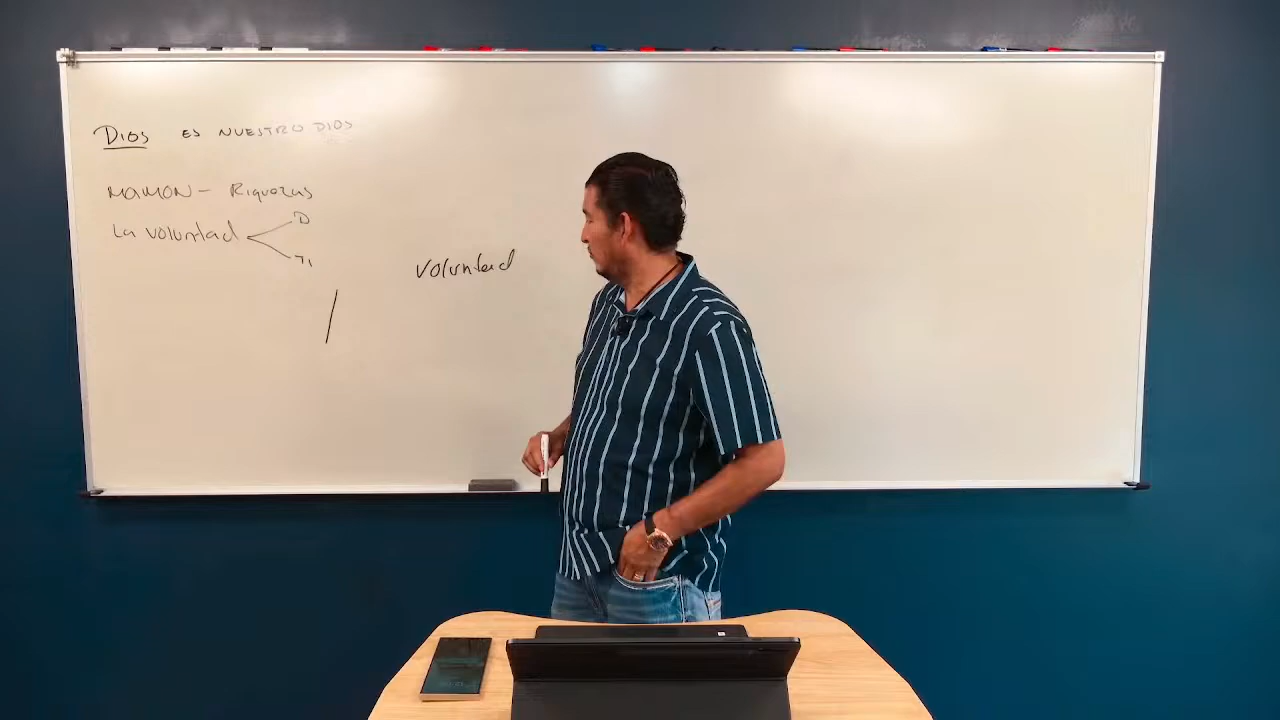 DIOS ES NUESTRO DIOS
MAMON - Riquezas
La voluntad D
voluntad